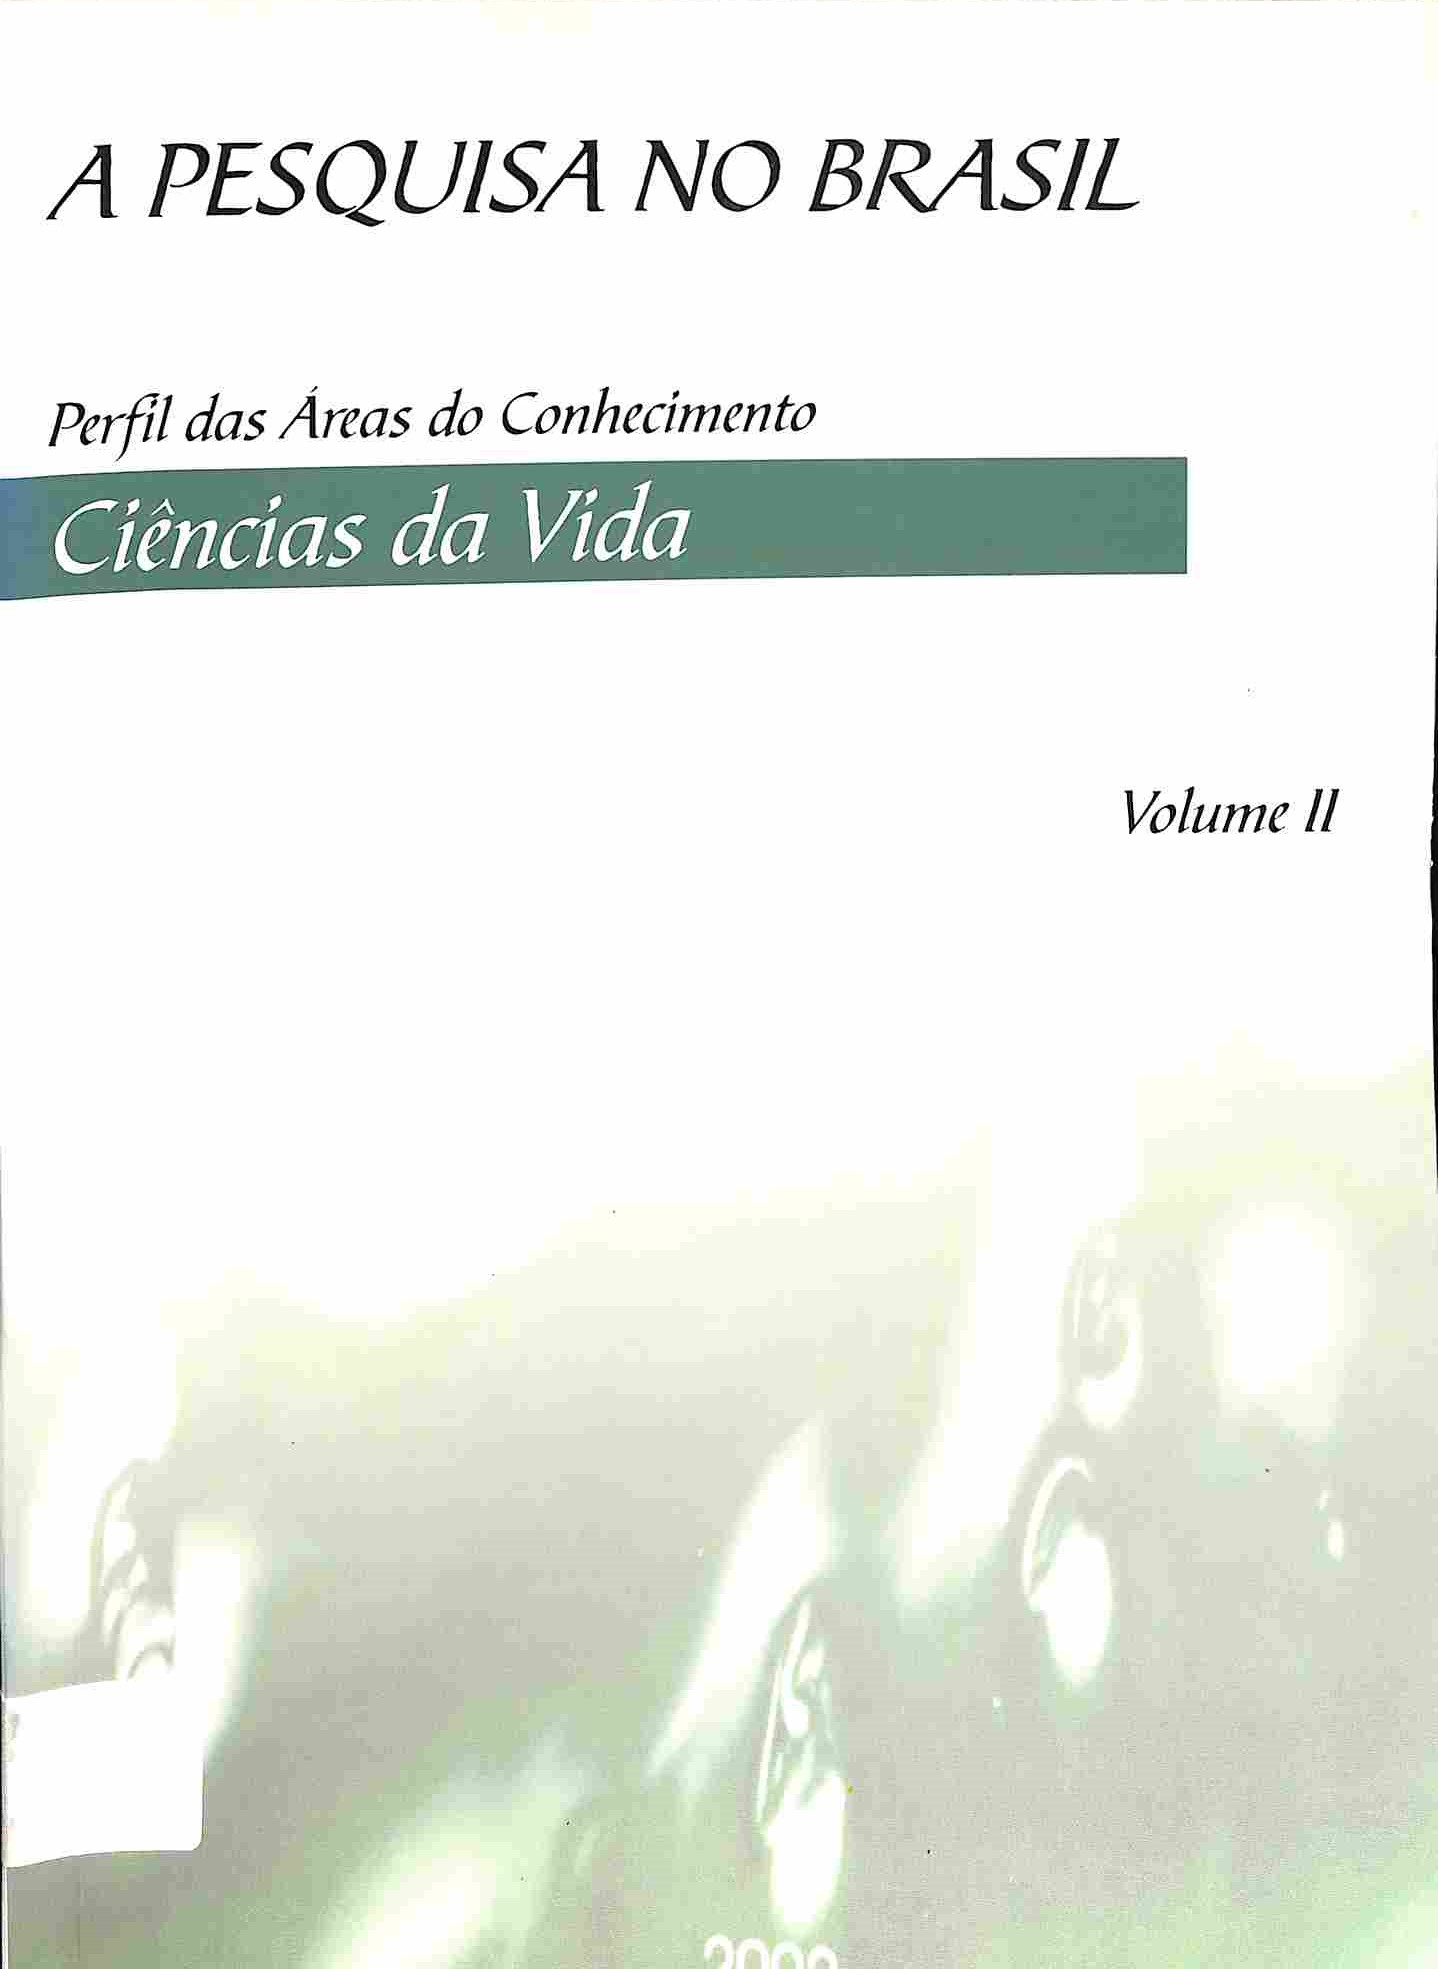 A PESQUISA NO BRASIL
Perfil das Áreas do Conhecimento
Ciências da Vida
Volume II